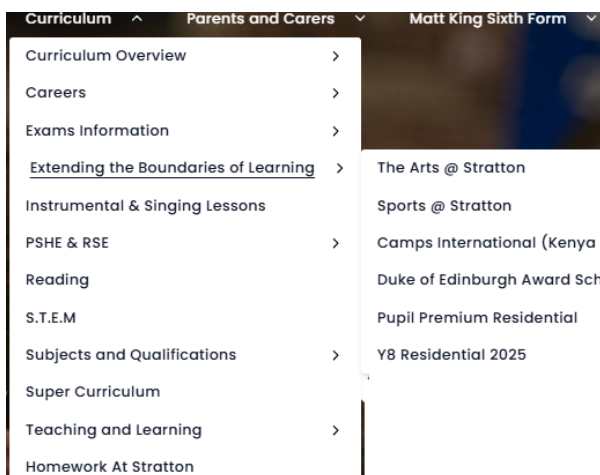 Curriculum Parents and Carers Matt King Sixth Form
Curriculum Overview
Careers
Exams Information
Extending the Boundaries of Learning
Instrumental & Singing Lessons
PSHE & RSE
Reading
S.T.E.M
Subjects and Qualifications
Super Curriculum
Teaching and Learning
Homework At Stratton
The Arts @ Stratton
Sports @ Stratton
Camps International (Kenya
Duke of Edinburgh Award Sch
Pupil Premium Residential
Y8 Residential 2025